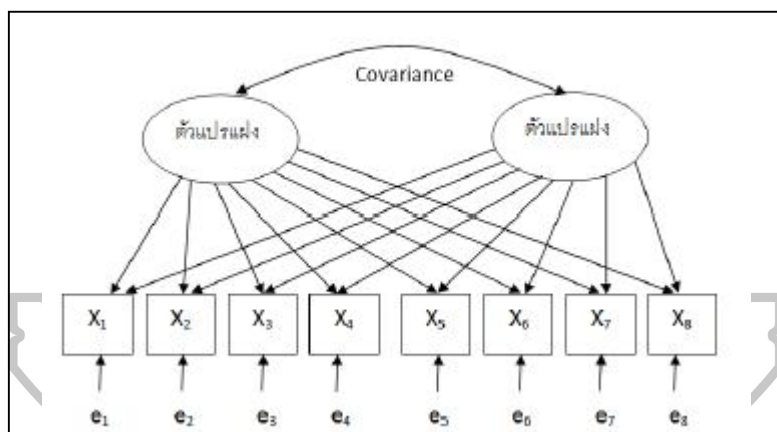 Covariance
ตัวแปรแฝง ตัวแปรแฝง
X₁ X₂ X₃ X₄ X₅ X₆ X₇ X₈
e₁ e₂ e₃ e₄ e₅ e₆ e₇ e₈